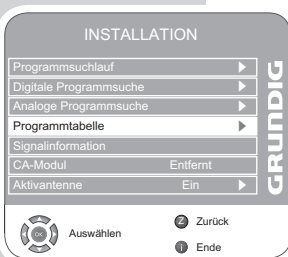 INSTALLATION
Programmsuchlauf
Digitale Programmsuche
Analoge Programmsuche
Programmtabelle
Signalinformation
CA-Modul Entfernt
Aktivantenne Ein
GRUNDIG
OK Auswählen
Z Zurück
i Ende